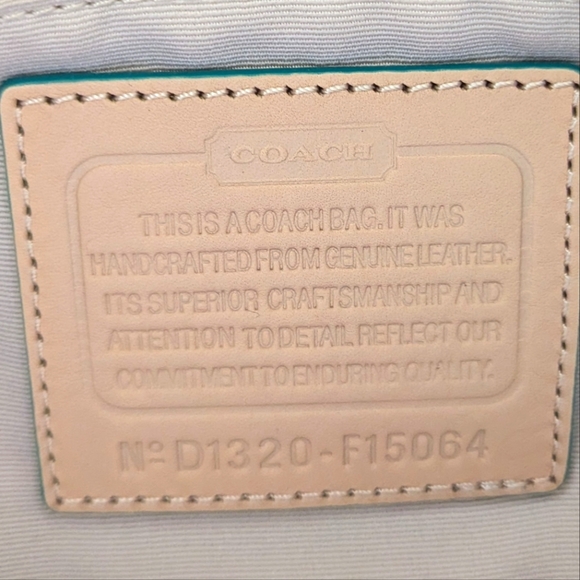 COACH
THIS IS A COACH BAG. IT WAS
HANDCRAFTED FROM GENUINE LEATHER.
ITS SUPERIOR CRAFTSMANSHIP AND
ATTENTION TO DETAIL REFLECT OUR
COMMITMENT TO ENDURING QUALITY.
Nº D1320-F15064